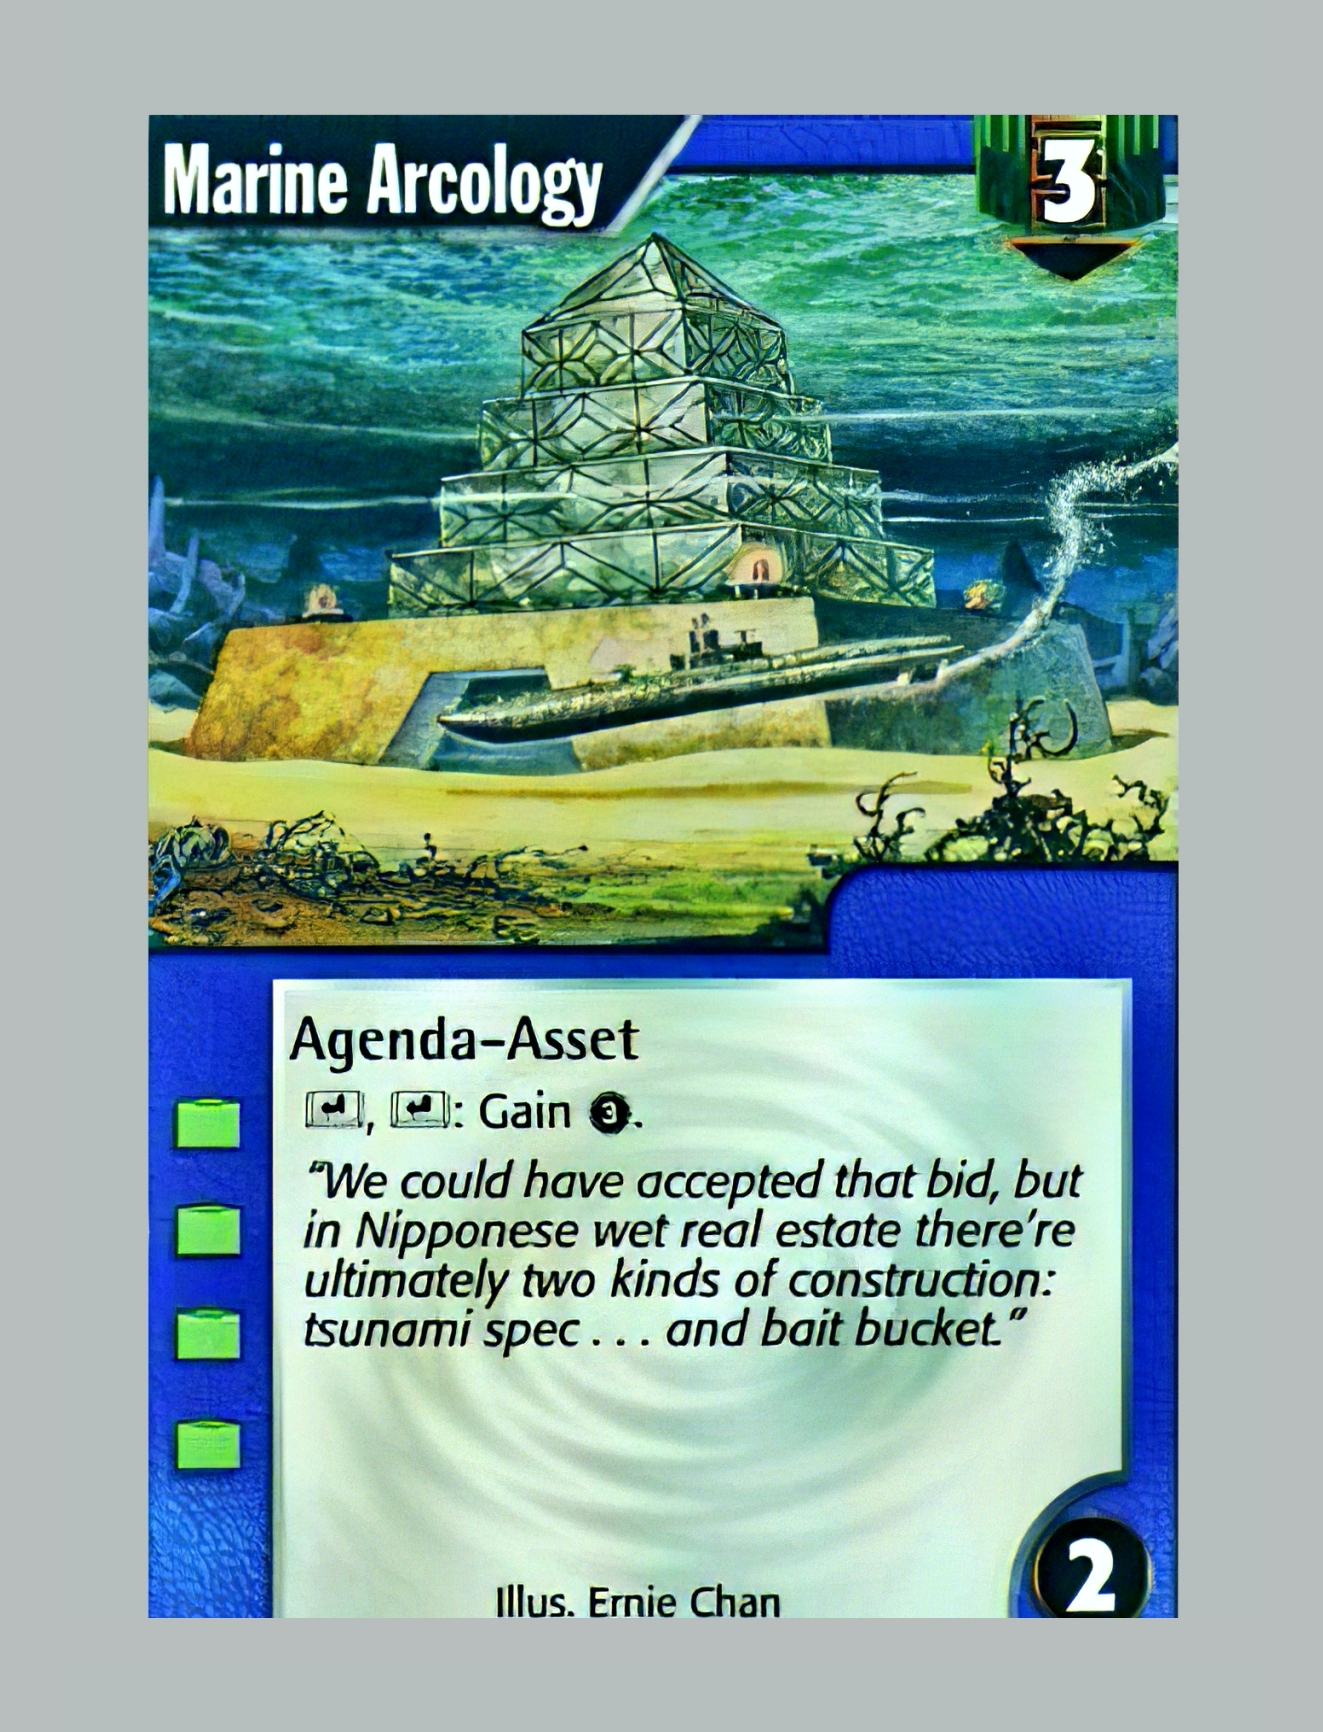 Marine Arcology
3
Agenda–Asset
, : Gain 3.
"We could have accepted that bid, but
in Nipponese wet real estate there're
ultimately two kinds of construction:
tsunami spec . . . and bait bucket."
2
Illus. Ernie Chan